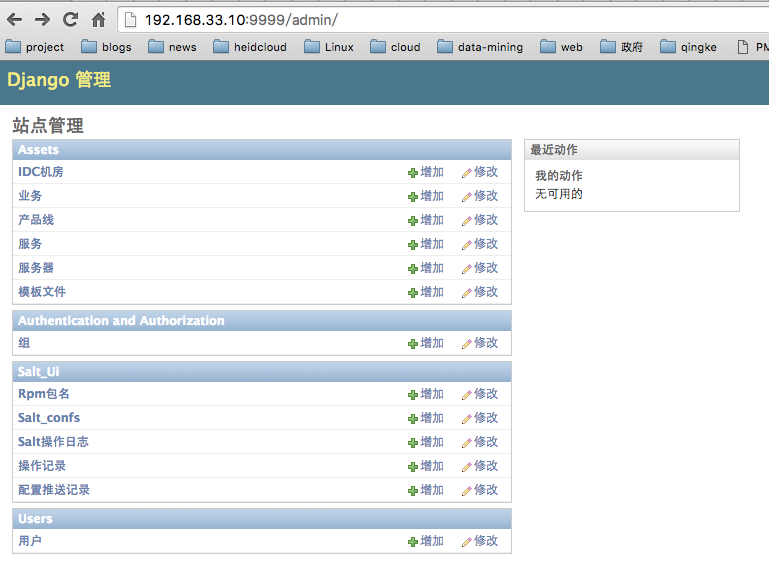 192.168.33.10:9999/admin/
project blogs news heidcloud Linux cloud data-mining web 政府 qingke PM
Django 管理
站点管理
Assets
IDC机房 增加 修改
业务 增加 修改
产品线 增加 修改
服务 增加 修改
服务器 增加 修改
模板文件 增加 修改
Authentication and Authorization
组 增加 修改
Salt_Ui
Rpm包名 增加 修改
Salt_confs 增加 修改
Salt操作日志 增加 修改
操作记录 增加 修改
配置推送记录 增加 修改
Users
用户 增加 修改
最近动作
我的动作
无可用的